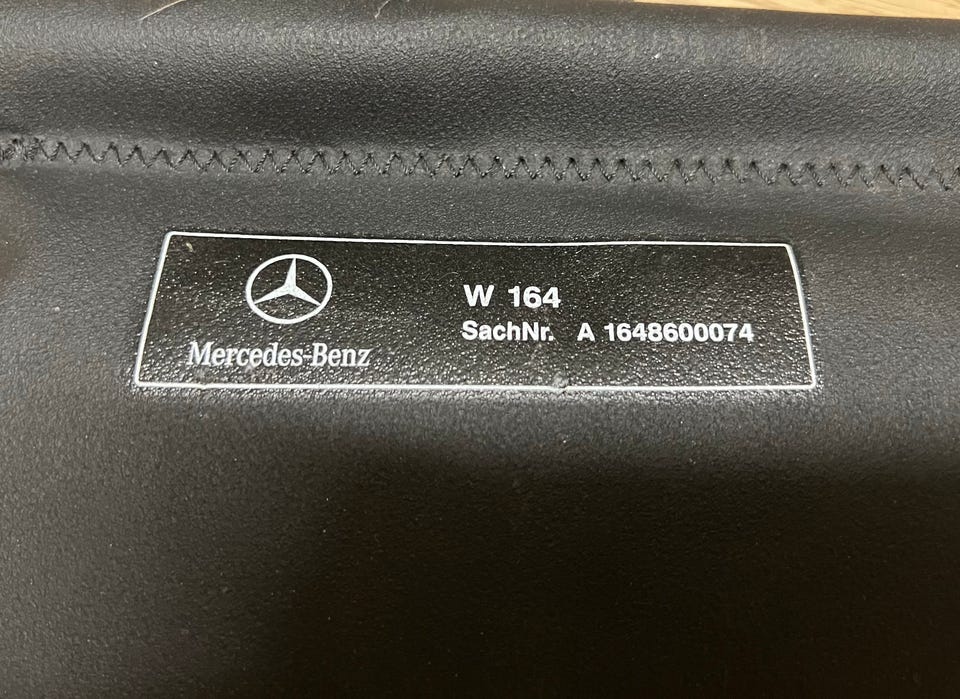 W 164
SachNr. A 1648600074
Mercedes-Benz